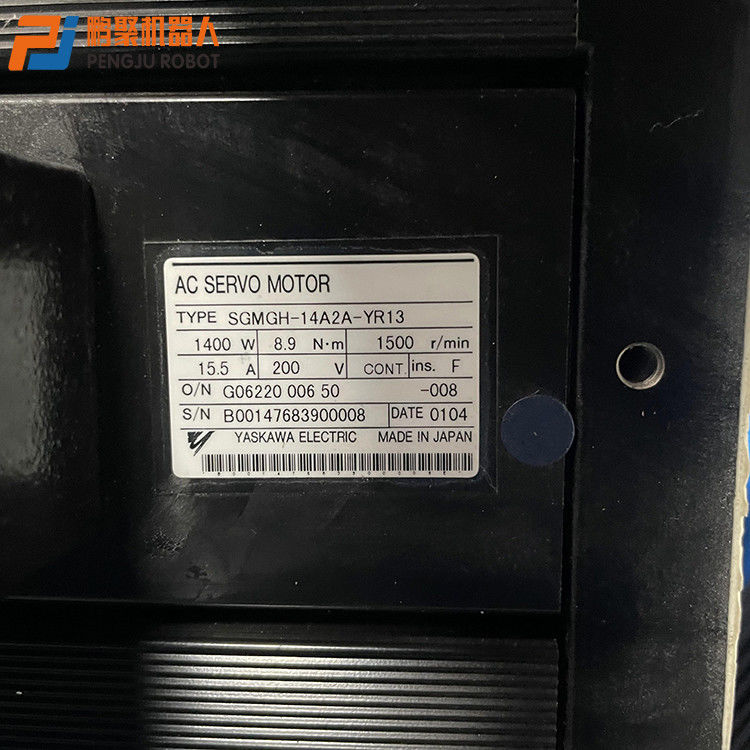 鹏聚机器人
PENGJU ROBOT
AC SERVO MOTOR
TYPE SGMGH-14A2A-YR13
1400 W 8.9 N·m 1500 r/min
15.5 A 200 V CONT. ins. F
O/N G06220 006 50 -008
S/N B00147683900008 DATE 0104
YASKAWA ELECTRIC MADE IN JAPAN